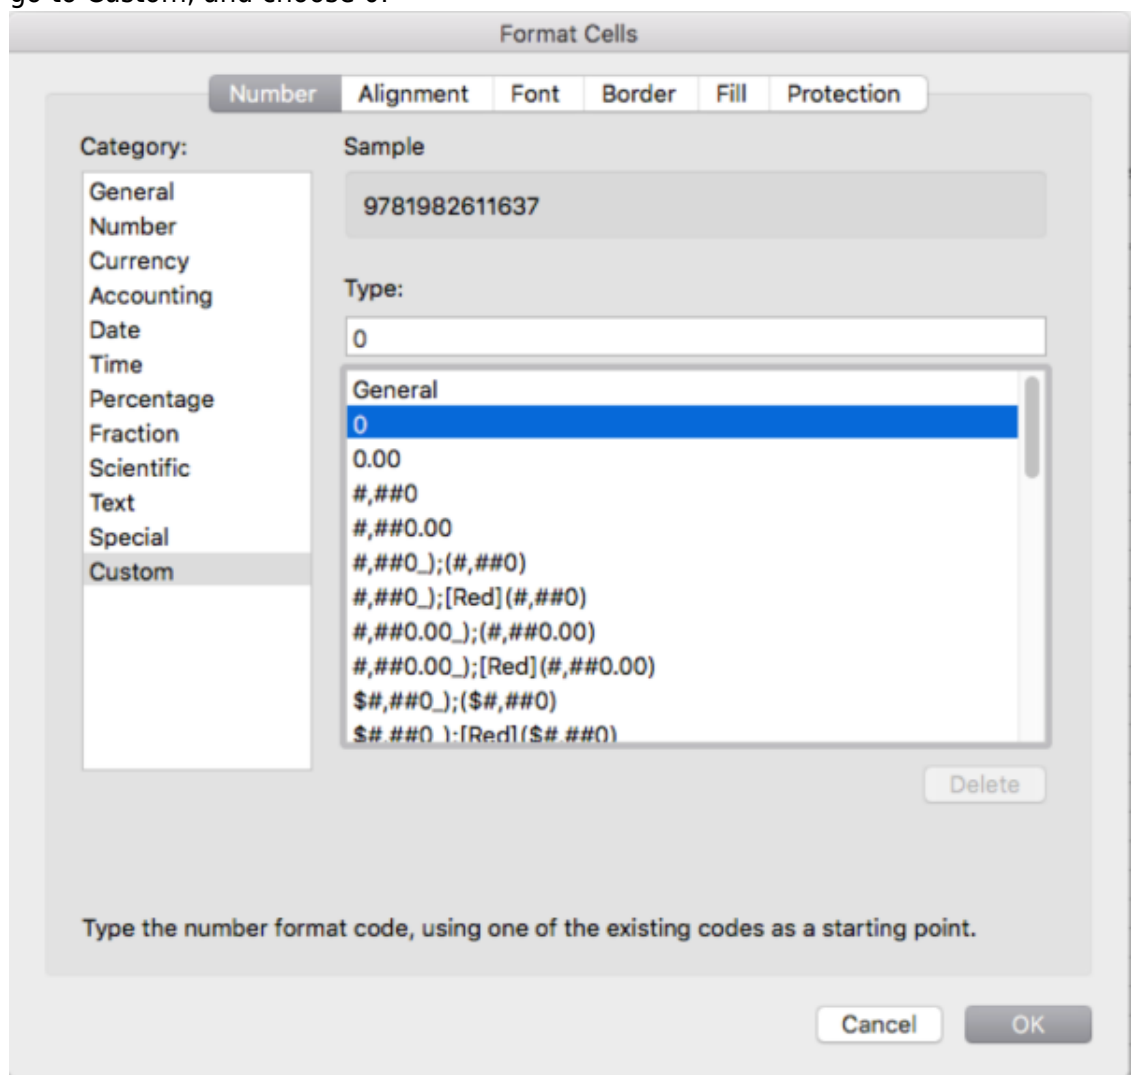 go to Custom, and choose 0.
Format Cells
Number Alignment Font Border Fill Protection
Category:
General
Number
Currency
Accounting
Date
Time
Percentage
Fraction
Scientific
Text
Special
Custom
Sample
9781982611637
Type:
0
General
0
0.00
#,##0
#,##0.00
#,##0_);(#,##0)
#,##0_);[Red](#,##0)
#,##0.00_);(#,##0.00)
#,##0.00_);[Red](#,##0.00)
$#,##0_);($#,##0)
$#,##0_);[Red]($#,##0)
Delete
Type the number format code, using one of the existing codes as a starting point.
Cancel OK